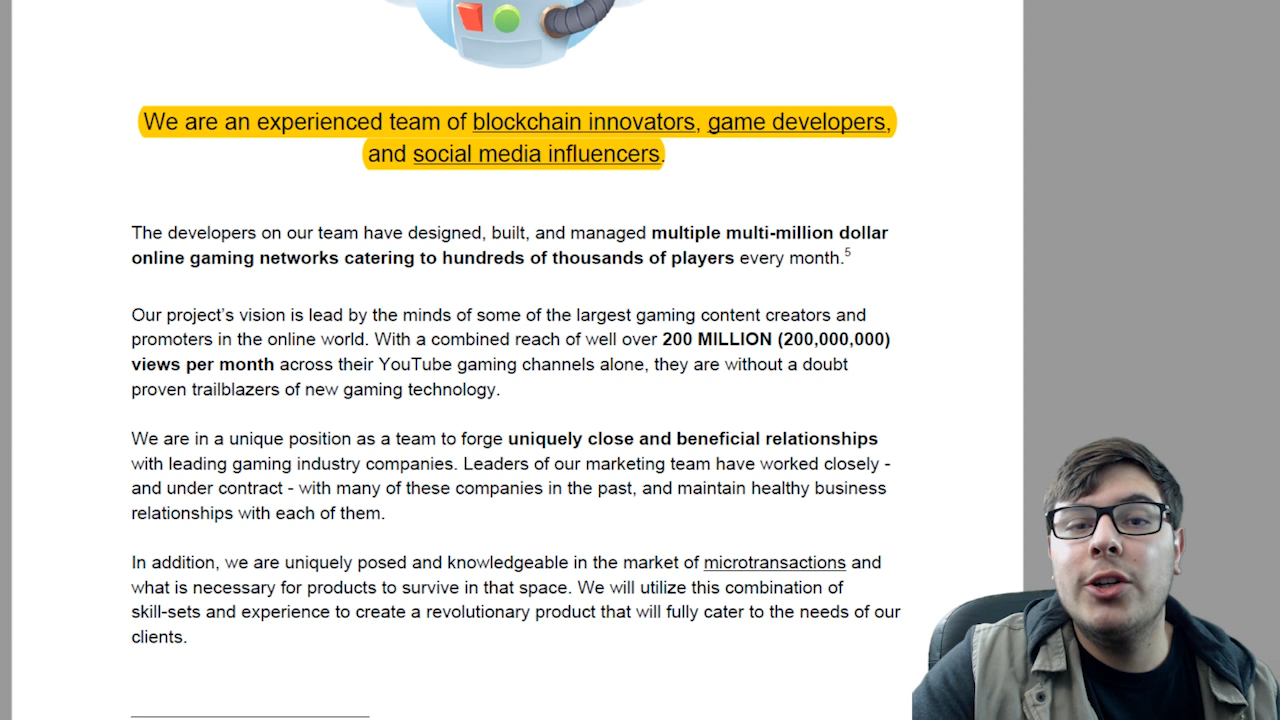 We are an experienced team of blockchain innovators, game developers,
and social media influencers.
The developers on our team have designed, built, and managed multiple multi-million dollar
online gaming networks catering to hundreds of thousands of players every month.5
Our project's vision is lead by the minds of some of the largest gaming content creators and
promoters in the online world. With a combined reach of well over 200 MILLION (200,000,000)
views per month across their YouTube gaming channels alone, they are without a doubt
proven trailblazers of new gaming technology.
We are in a unique position as a team to forge uniquely close and beneficial relationships
with leading gaming industry companies. Leaders of our marketing team have worked closely -
and under contract - with many of these companies in the past, and maintain healthy business
relationships with each of them.
In addition, we are uniquely posed and knowledgeable in the market of microtransactions and
what is necessary for products to survive in that space. We will utilize this combination of
skill-sets and experience to create a revolutionary product that will fully cater to the needs of our
clients.